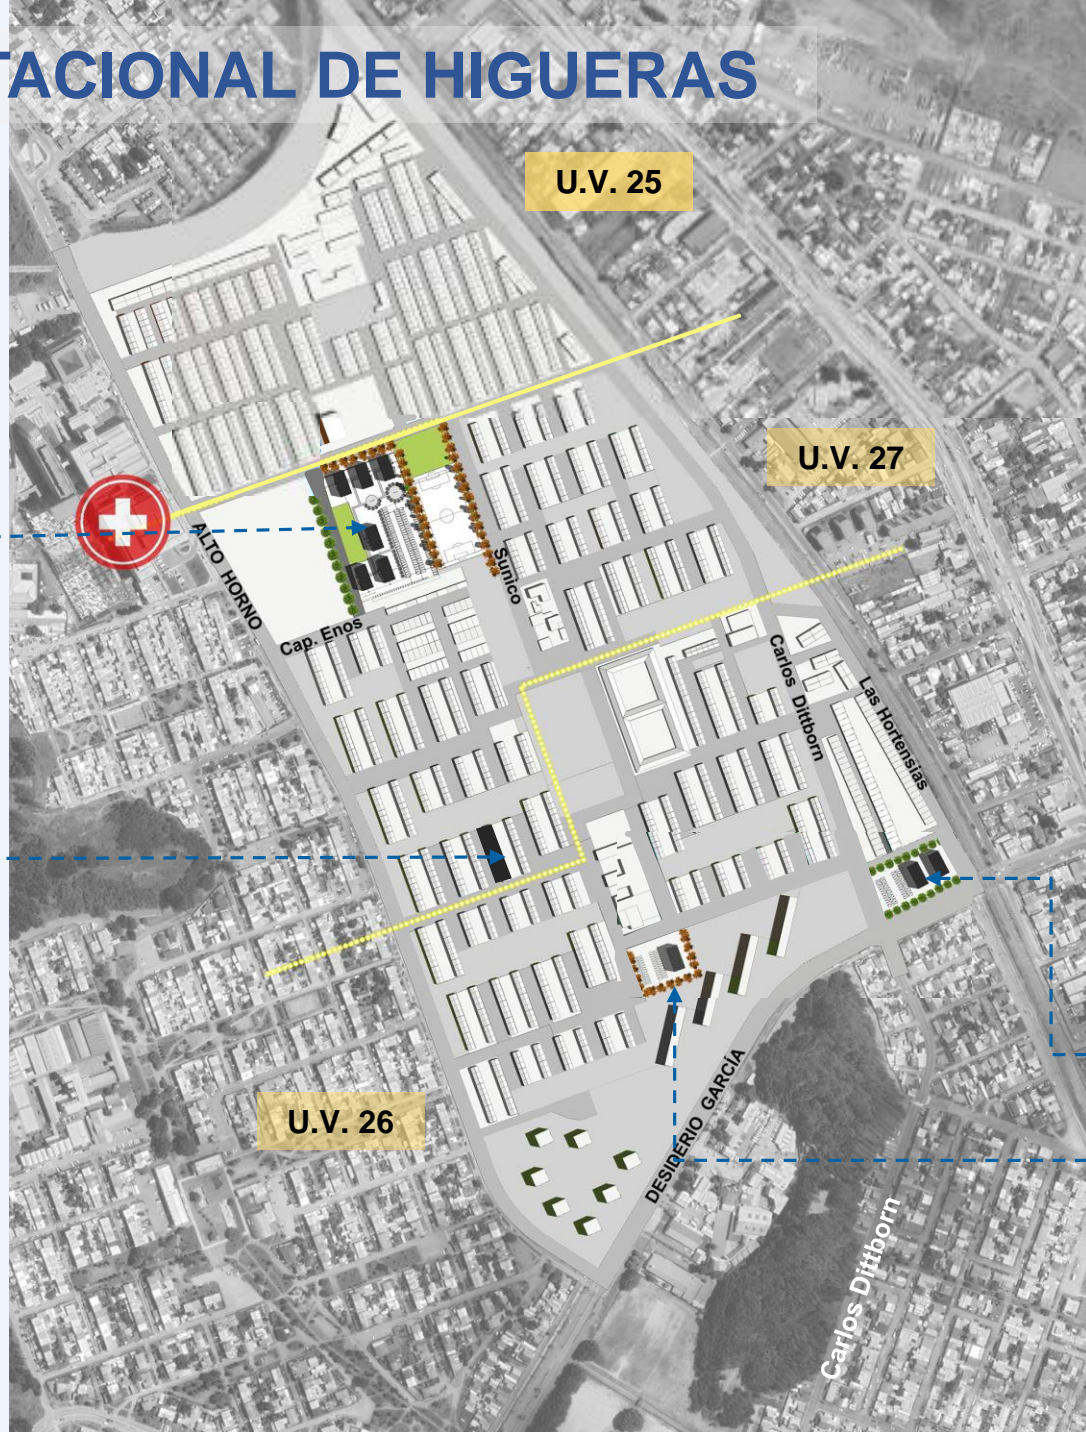 TACIONAL DE HIGUERAS
U.V. 25
U.V. 27
ALTO HORNO
Sunico
Cap. Enos
Carlos Dittborn
Las Hortensias
U.V. 26
DESIDERIO GARCÍA
Carlos Dittborn